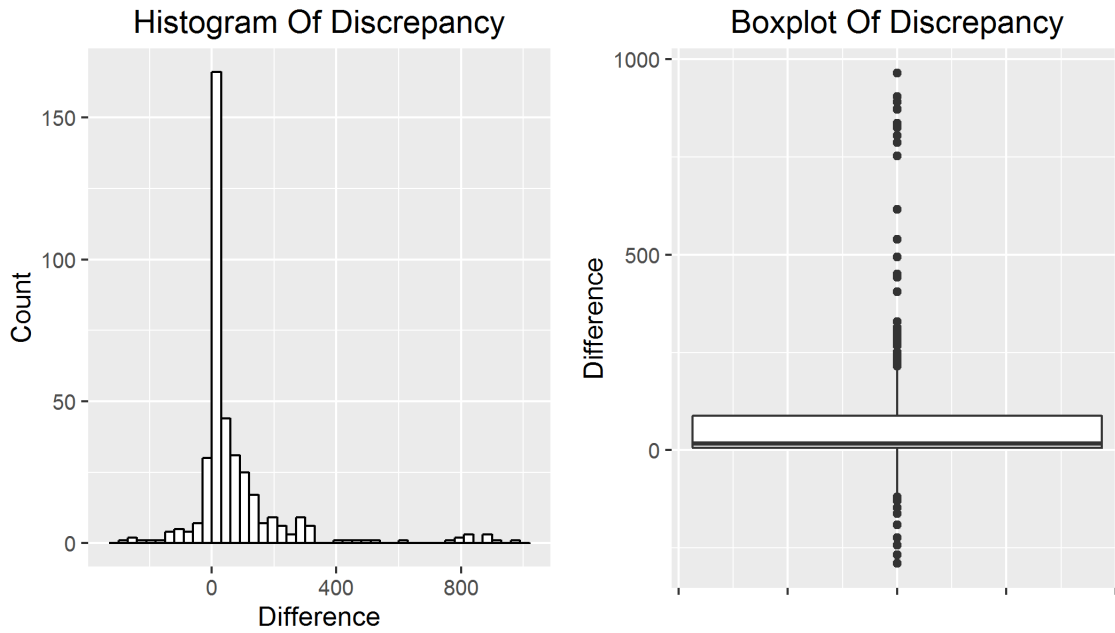 Histogram Of Discrepancy
150
100
50
0
Count
0 400 800
Difference
Boxplot Of Discrepancy
1000
500
0
Difference